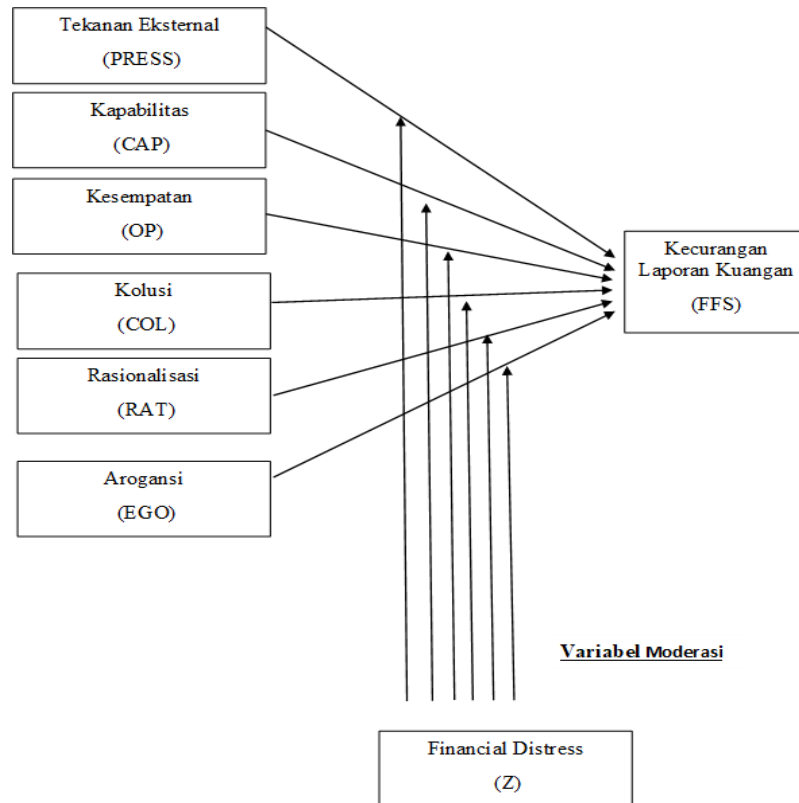 Tekanan Eksternal
(PRESS)
Kapabilitas
(CAP)
Kesempatan
(OP)
Kolusi
(COL)
Rasionalisasi
(RAT)
Arogansi
(EGO)
Kecurangan
Laporan Kuangan
(FFS)
Variabel Moderasi
Financial Distress
(Z)